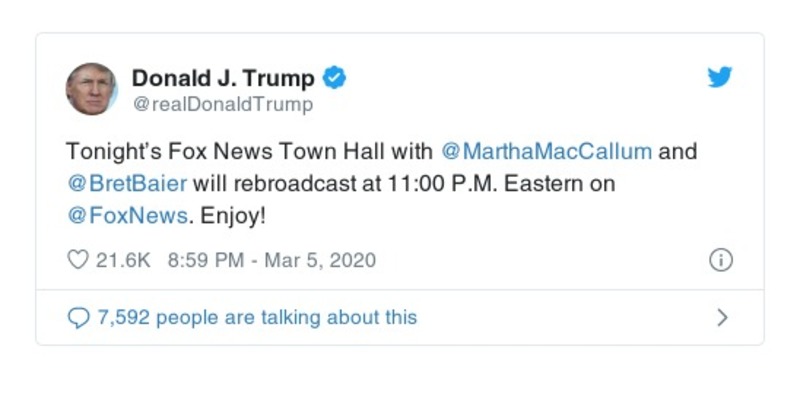 Donald J. Trump
@realDonaldTrump
Tonight's Fox News Town Hall with @MarthaMacCallum and
@BretBaier will rebroadcast at 11:00 P.M. Eastern on
@FoxNews. Enjoy!
21.6K 8:59 PM - Mar 5, 2020
7,592 people are talking about this